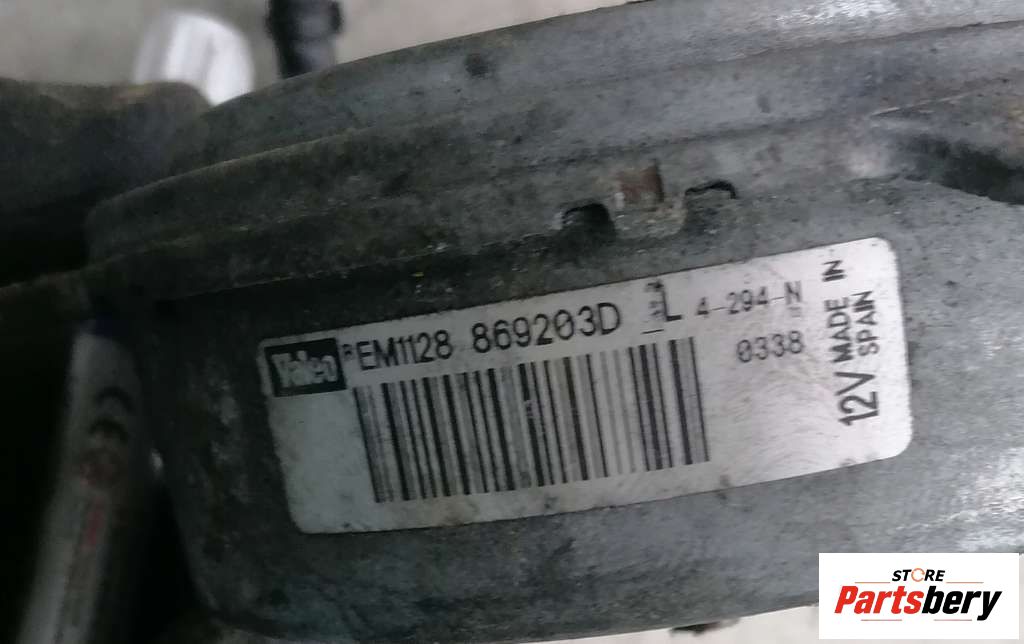 Valeo
R EM1128 869203D L 4-294-N
0338
12V MADE IN
SPAIN
STORE
Partsbery